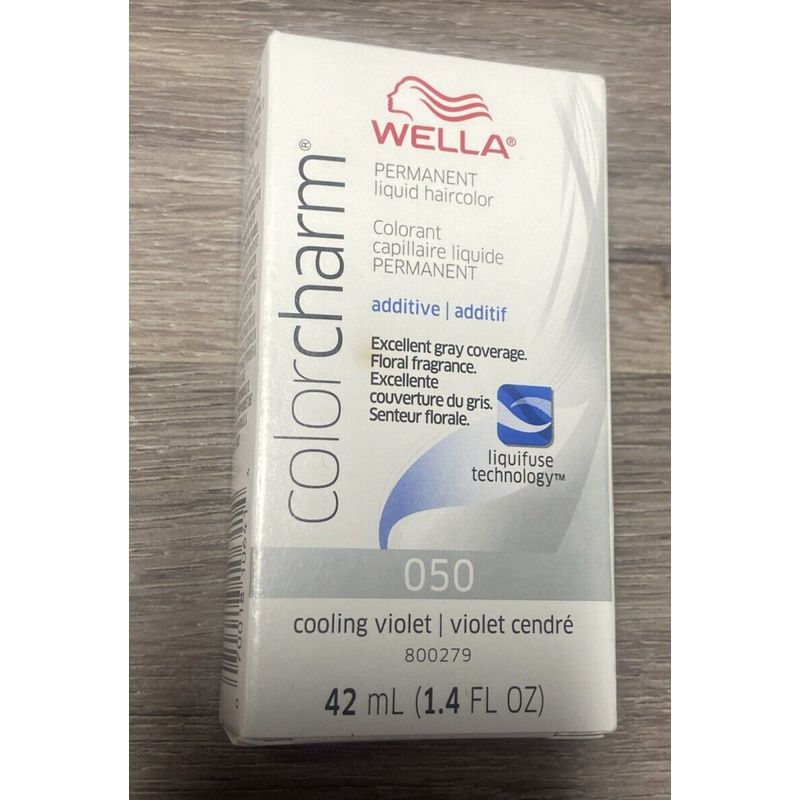 WELLA®
PERMANENT
liquid haircolor
Colorant
capillaire liquide
PERMANENT
additive | additif
Excellent gray coverage.
Floral fragrance.
Excellente
couverture du gris.
Senteur florale.
liquifuse
technology™
colorcharm®
050
cooling violet | violet cendré
800279
42 mL (1.4 FL OZ)